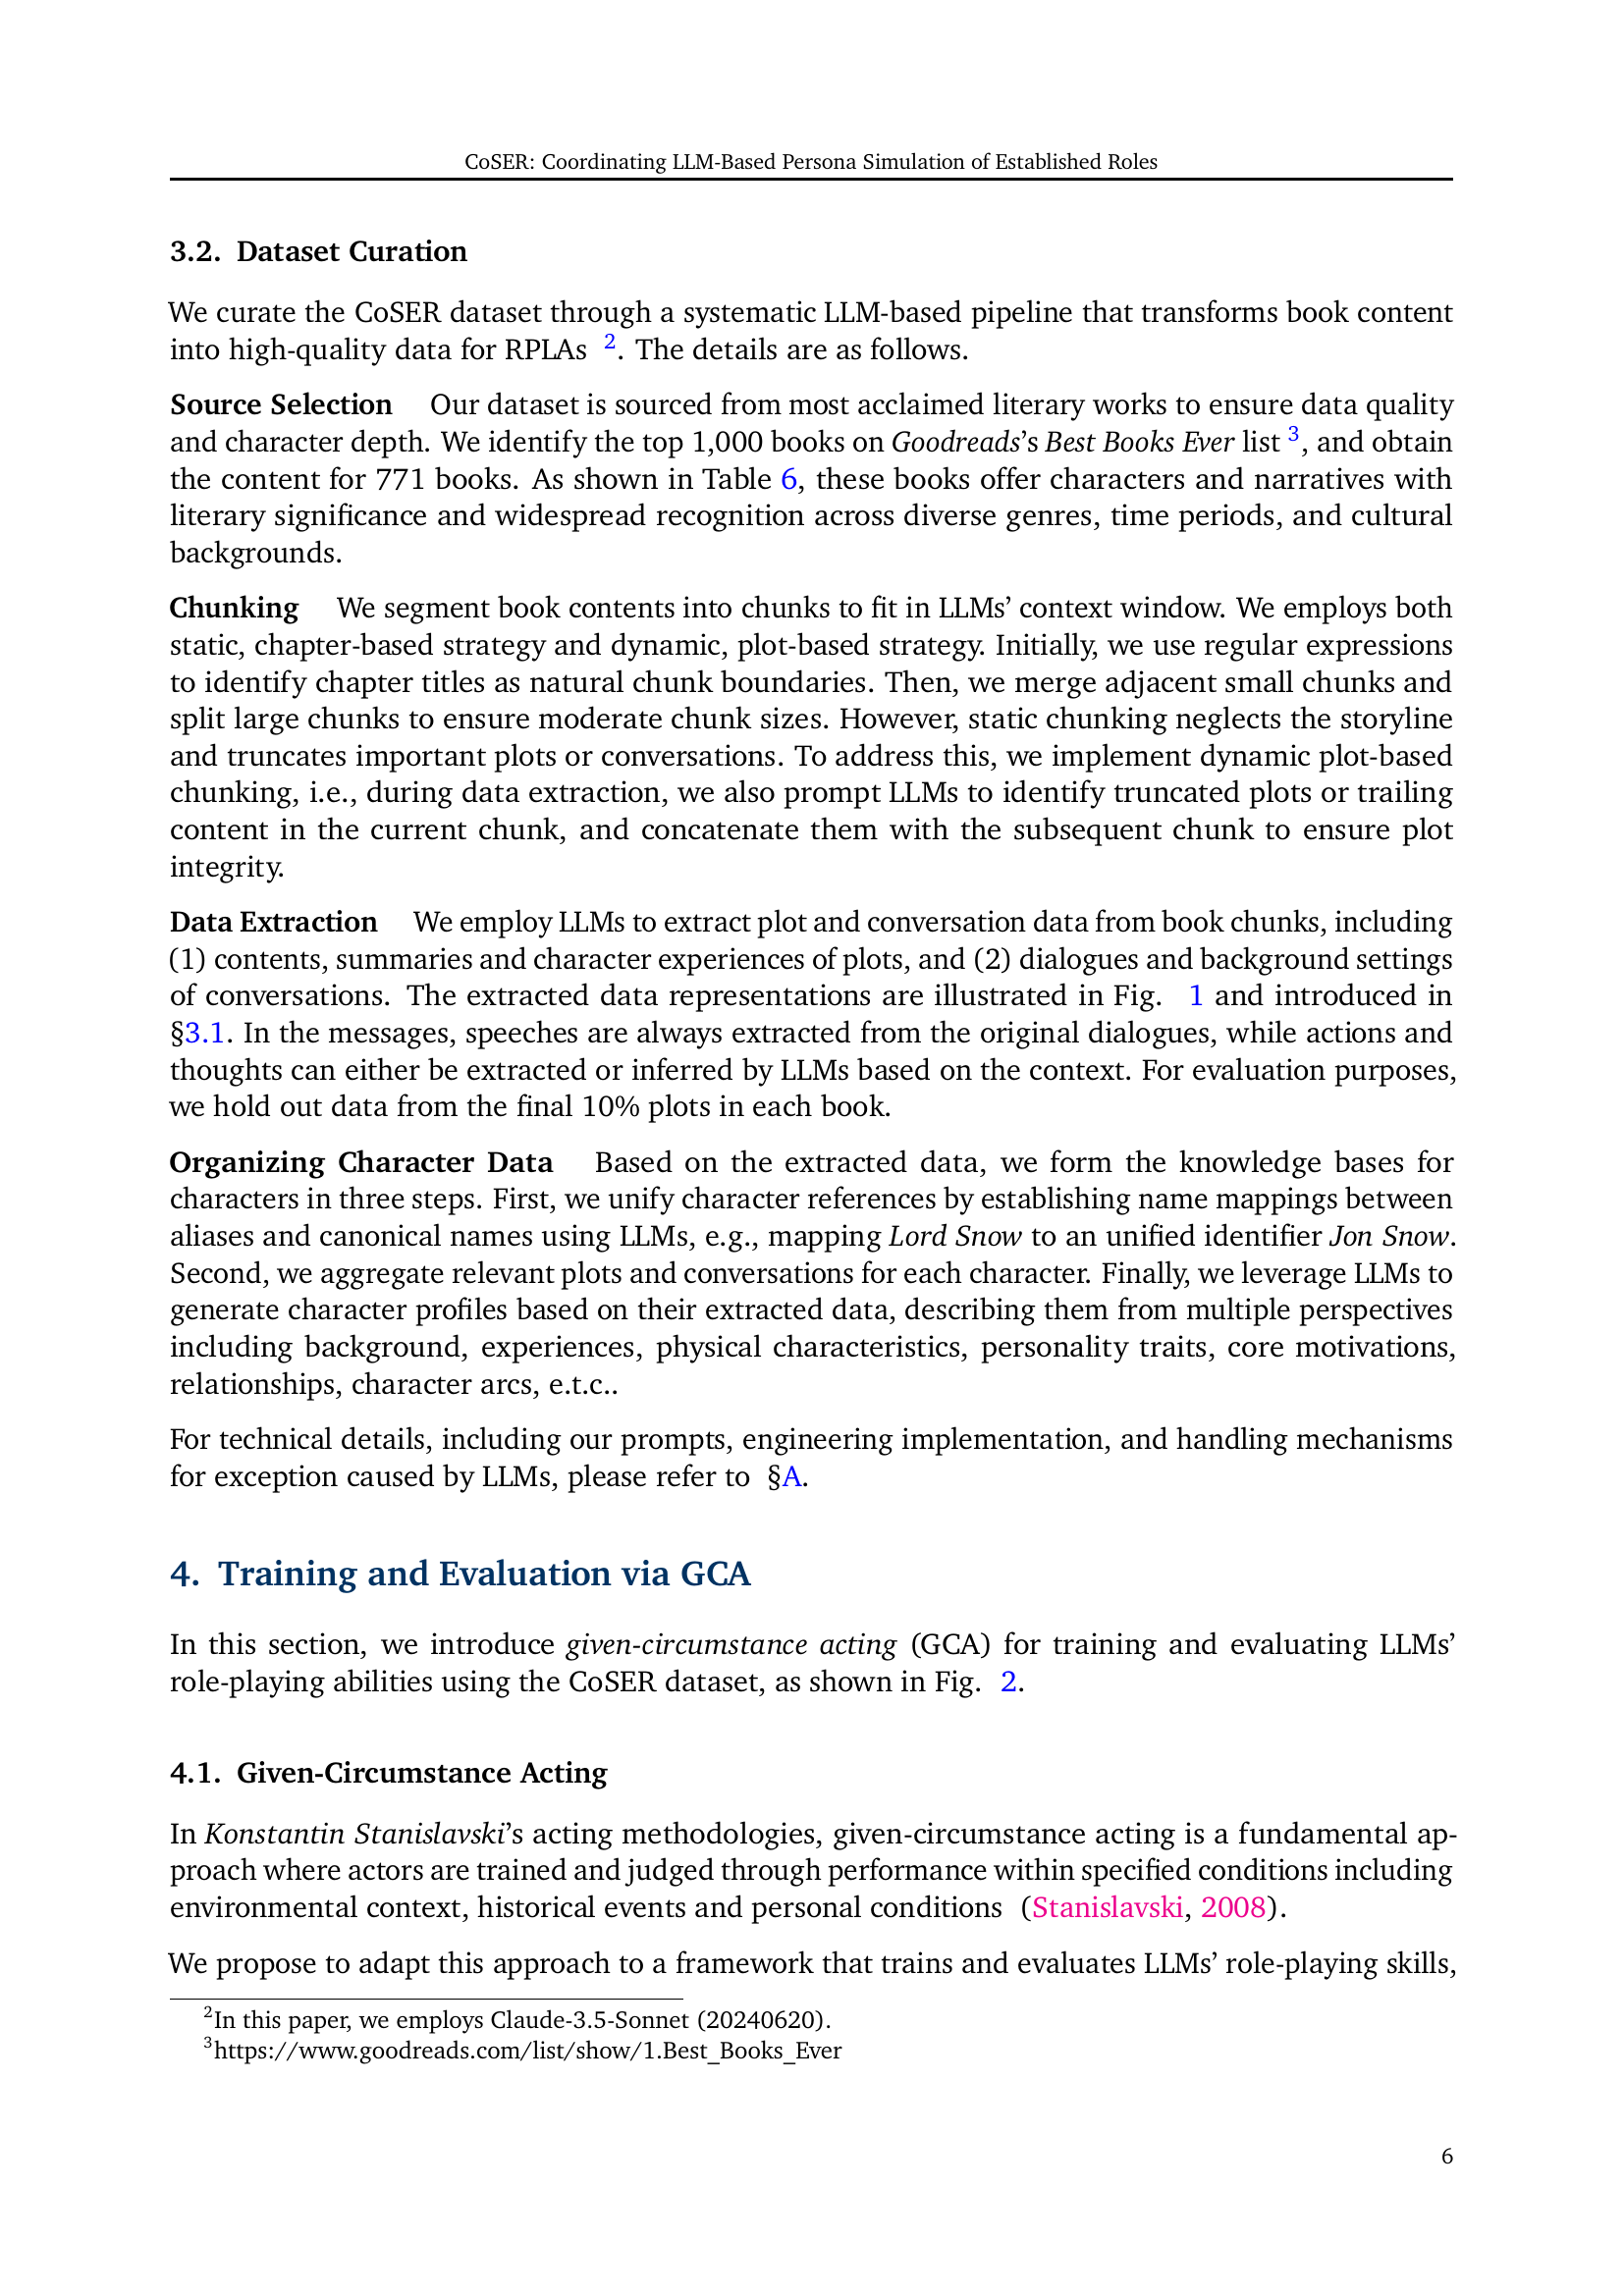 CoSER: Coordinating LLM-Based Persona Simulation of Established Roles
3.2. Dataset Curation
We curate the CoSER dataset through a systematic LLM-based pipeline that transforms book content
into high-quality data for RPLAs 2. The details are as follows.
Source Selection Our dataset is sourced from most acclaimed literary works to ensure data quality
and character depth. We identify the top 1,000 books on Goodreads's Best Books Ever list 3, and obtain
the content for 771 books. As shown in Table 6, these books offer characters and narratives with
literary significance and widespread recognition across diverse genres, time periods, and cultural
backgrounds.
Chunking We segment book contents into chunks to fit in LLMs' context window. We employs both
static, chapter-based strategy and dynamic, plot-based strategy. Initially, we use regular expressions
to identify chapter titles as natural chunk boundaries. Then, we merge adjacent small chunks and
split large chunks to ensure moderate chunk sizes. However, static chunking neglects the storyline
and truncates important plots or conversations. To address this, we implement dynamic plot-based
chunking, i.e., during data extraction, we also prompt LLMs to identify truncated plots or trailing
content in the current chunk, and concatenate them with the subsequent chunk to ensure plot
integrity.
Data Extraction We employ LLMs to extract plot and conversation data from book chunks, including
(1) contents, summaries and character experiences of plots, and (2) dialogues and background settings
of conversations. The extracted data representations are illustrated in Fig. 1 and introduced in
§3.1. In the messages, speeches are always extracted from the original dialogues, while actions and
thoughts can either be extracted or inferred by LLMs based on the context. For evaluation purposes,
we hold out data from the final 10% plots in each book.
Organizing Character Data Based on the extracted data, we form the knowledge bases for
characters in three steps. First, we unify character references by establishing name mappings between
aliases and canonical names using LLMs, e.g., mapping Lord Snow to an unified identifier Jon Snow.
Second, we aggregate relevant plots and conversations for each character. Finally, we leverage LLMs to
generate character profiles based on their extracted data, describing them from multiple perspectives
including background, experiences, physical characteristics, personality traits, core motivations,
relationships, character arcs, e.t.c..
For technical details, including our prompts, engineering implementation, and handling mechanisms
for exception caused by LLMs, please refer to §A.
4. Training and Evaluation via GCA
In this section, we introduce given-circumstance acting (GCA) for training and evaluating LLMs'
role-playing abilities using the CoSER dataset, as shown in Fig. 2.
4.1. Given-Circumstance Acting
In Konstantin Stanislavski's acting methodologies, given-circumstance acting is a fundamental ap-
proach where actors are trained and judged through performance within specified conditions including
environmental context, historical events and personal conditions (Stanislavski, 2008).
We propose to adapt this approach to a framework that trains and evaluates LLMs' role-playing skills,
2In this paper, we employs Claude-3.5-Sonnet (20240620).
3https://www.goodreads.com/list/show/1.Best_Books_Ever
6